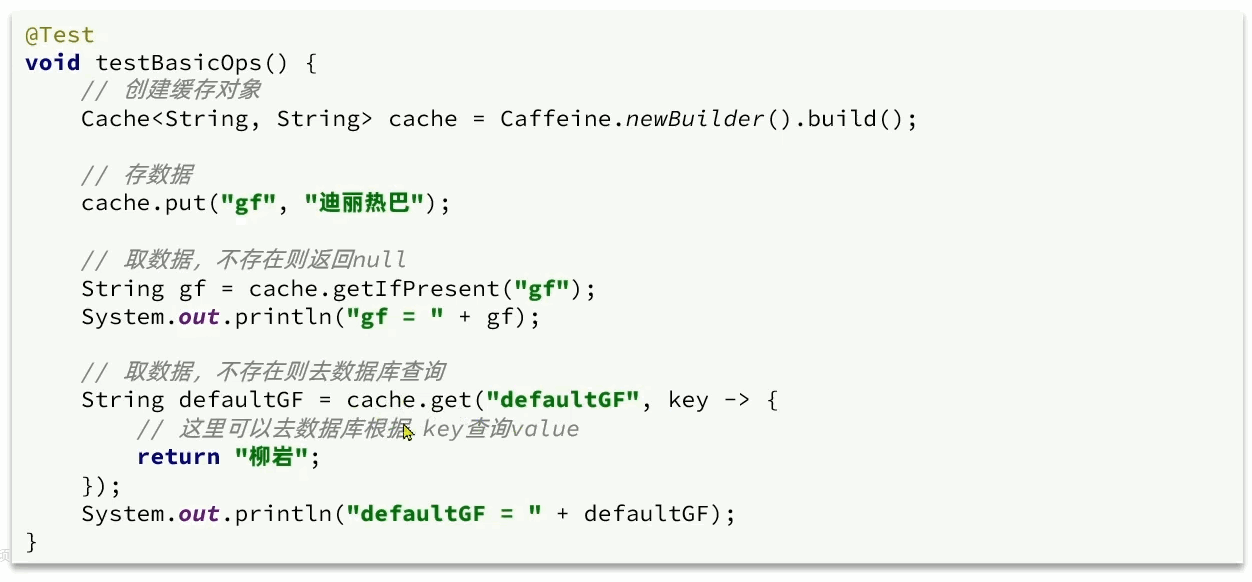 @Test
void testBasicOps() {
// 创建缓存对象
Cache<String, String> cache = Caffeine.newBuilder().build();
// 存数据
cache.put("gf", "迪丽热巴");
// 取数据，不存在则返回null
String gf = cache.getIfPresent("gf");
System.out.println("gf = " + gf);
// 取数据，不存在则去数据库查询
String defaultGF = cache.get("defaultGF", key -> {
// 这里可以去数据库根据 key查询value
return "柳岩";
});
System.out.println("defaultGF = " + defaultGF);
}